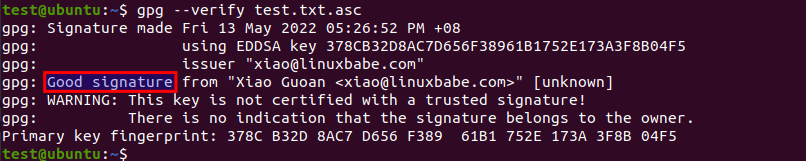 test@ubuntu:~$ gpg --verify test.txt.asc
gpg: Signature made Fri 13 May 2022 05:26:52 PM +08
gpg:                using EDDSA key 378CB32D8AC7D656F38961B1752E173A3F8B04F5
gpg:                issuer "xiao@linuxbabe.com"
gpg: Good signature from "Xiao Guoan <xiao@linuxbabe.com>" [unknown]
gpg: WARNING: This key is not certified with a trusted signature!
gpg:          There is no indication that the signature belongs to the owner.
Primary key fingerprint: 378C B32D 8AC7 D656 F389  61B1 752E 173A 3F8B 04F5
test@ubuntu:~$